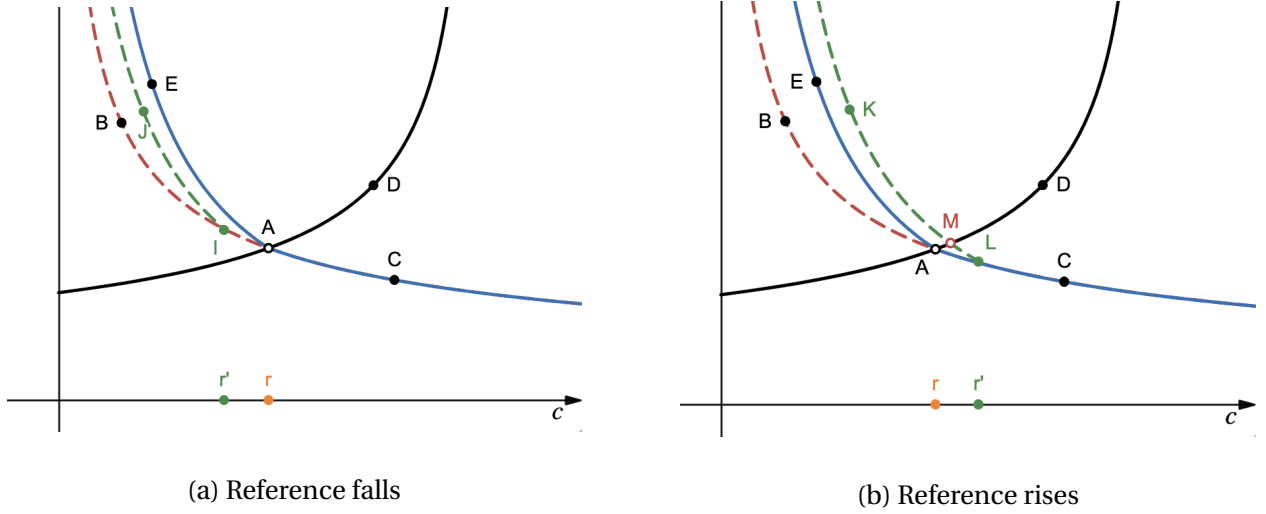 E
B
J
D
A
I
C
r'
r
c
(a) Reference falls
E
K
B
D
M
L
A
C
r
r'
c
(b) Reference rises